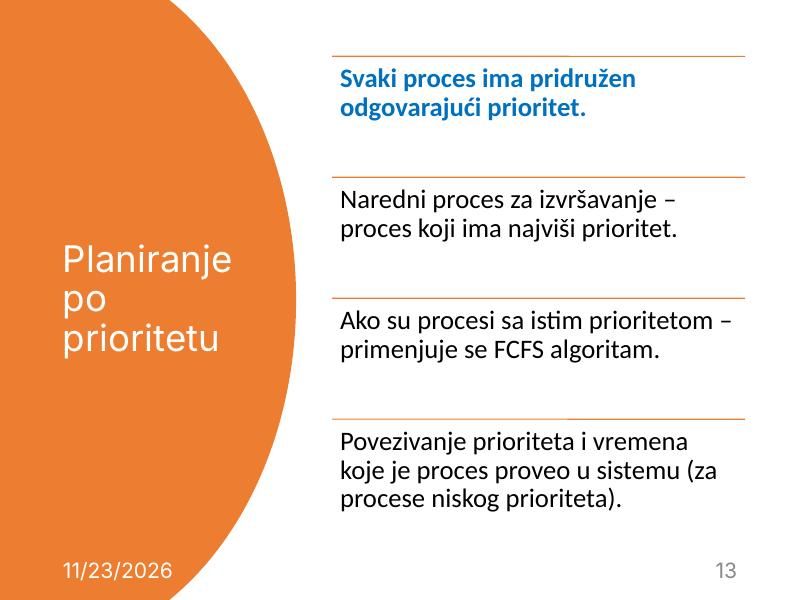 Planiranje
po
prioritetu
Svaki proces ima pridružen
odgovarajući prioritet.
Naredni proces za izvršavanje –
proces koji ima najviši prioritet.
Ako su procesi sa istim prioritetom –
primenjuje se FCFS algoritam.
Povezivanje prioriteta i vremena
koje je proces proveo u sistemu (za
procese niskog prioriteta).
11/23/2026
13